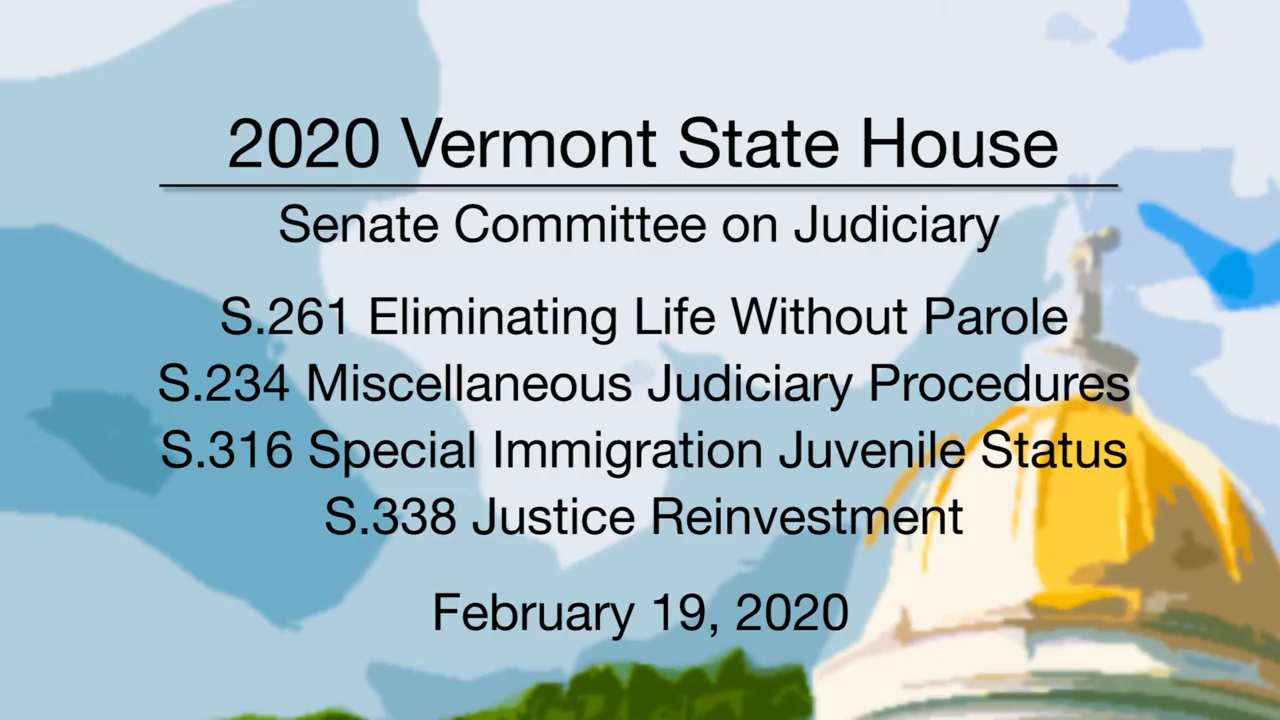 2020 Vermont State House
Senate Committee on Judiciary
S.261 Eliminating Life Without Parole
S.234 Miscellaneous Judiciary Procedures
S.316 Special Immigration Juvenile Status
S.338 Justice Reinvestment
February 19, 2020